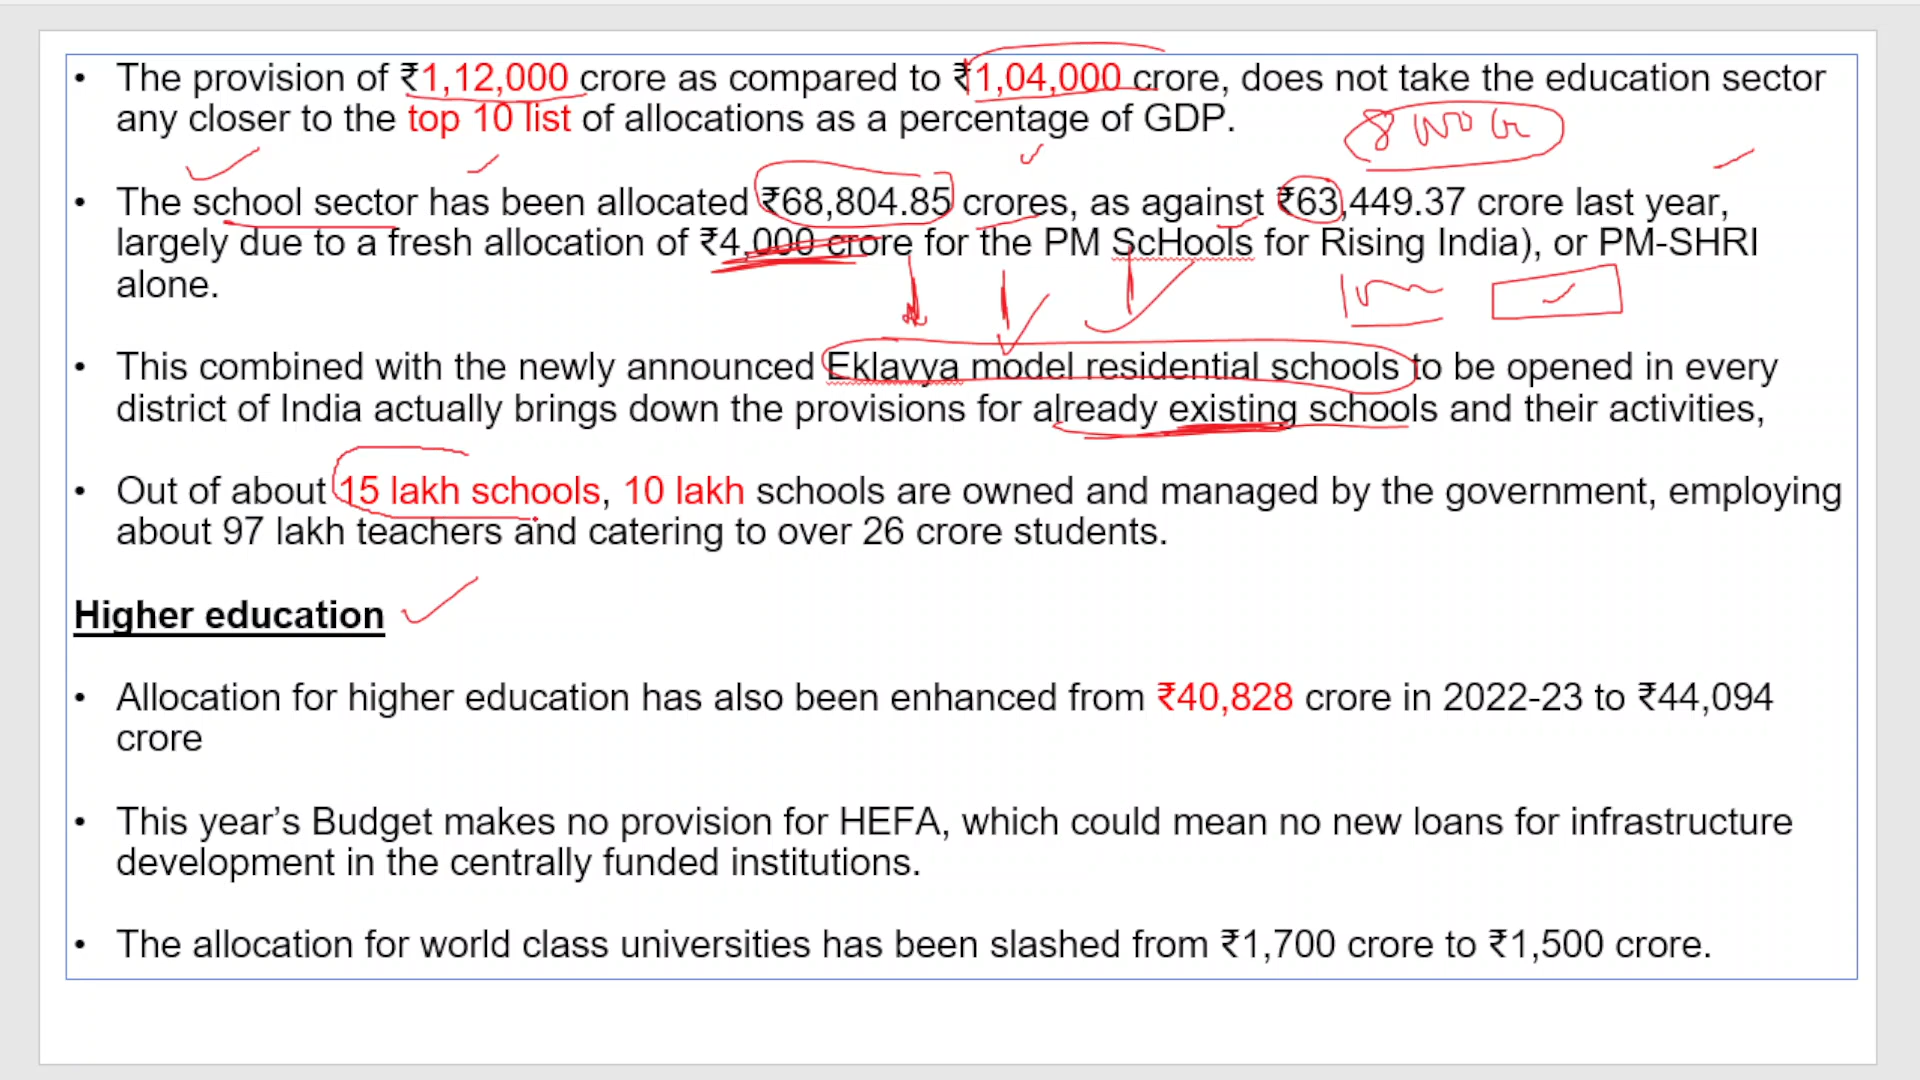 • The provision of ₹1,12,000 crore as compared to ₹1,04,000 crore, does not take the education sector
any closer to the top 10 list of allocations as a percentage of GDP.
• The school sector has been allocated ₹68,804.85 crores, as against ₹63,449.37 crore last year,
largely due to a fresh allocation of ₹4,000 crore for the PM ScHools for Rising India), or PM-SHRI
alone.
• This combined with the newly announced Eklavya model residential schools to be opened in every
district of India actually brings down the provisions for already existing schools and their activities,
• Out of about 15 lakh schools, 10 lakh schools are owned and managed by the government, employing
about 97 lakh teachers and catering to over 26 crore students.
Higher education
• Allocation for higher education has also been enhanced from ₹40,828 crore in 2022-23 to ₹44,094
crore
• This year’s Budget makes no provision for HEFA, which could mean no new loans for infrastructure
development in the centrally funded institutions.
• The allocation for world class universities has been slashed from ₹1,700 crore to ₹1,500 crore.